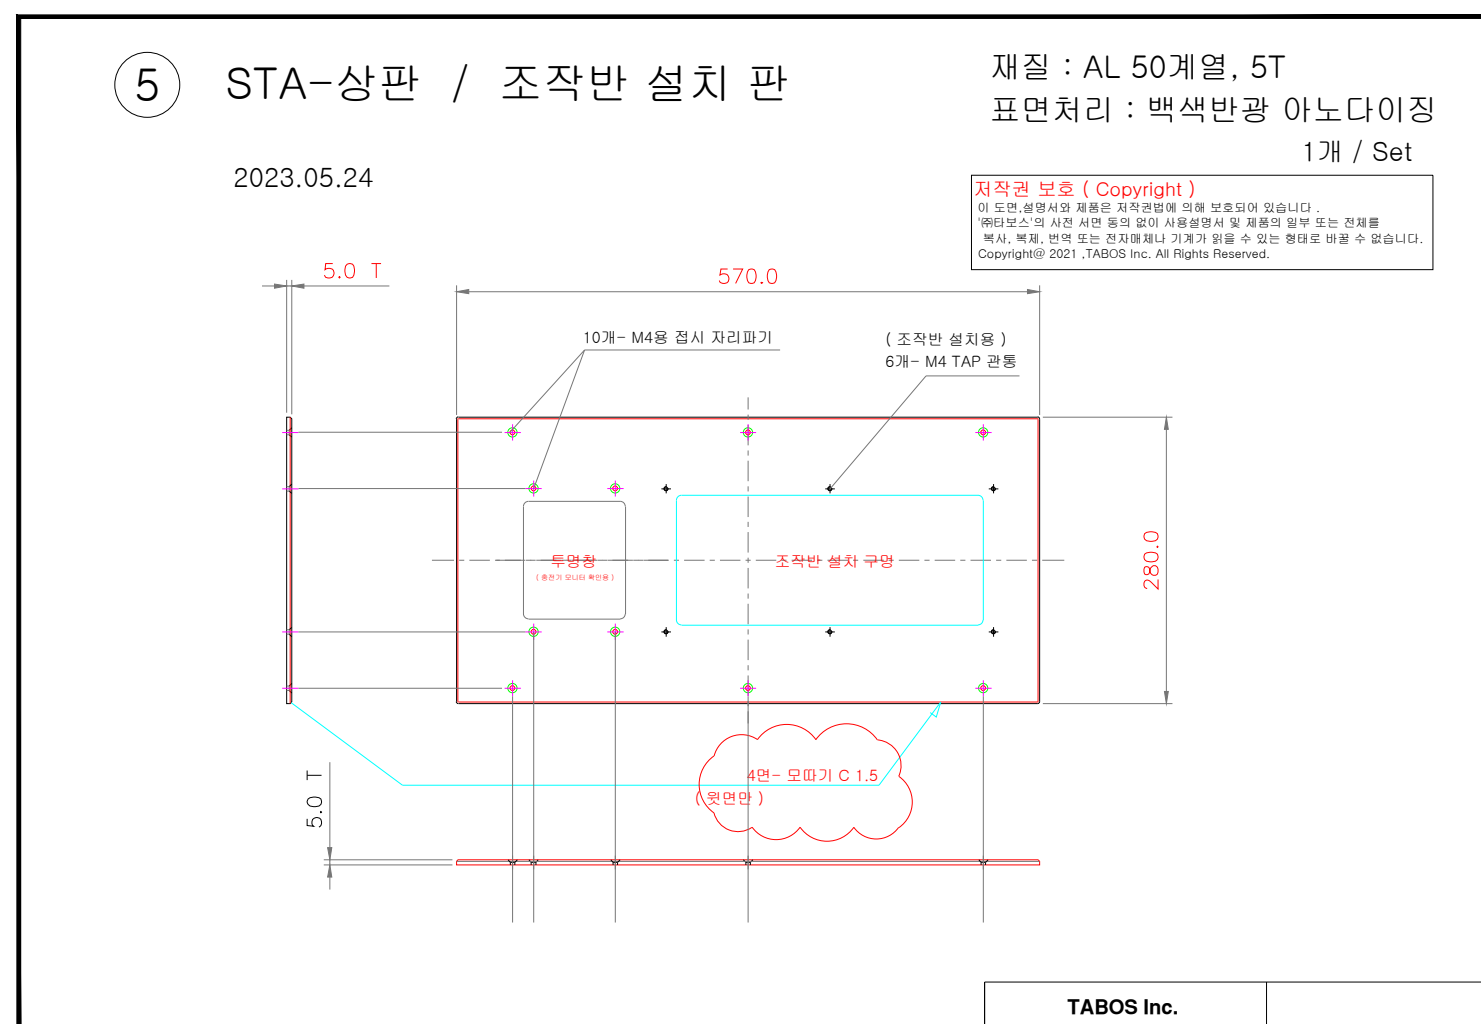 5 STA-상판 / 조작반 설치 판
재질 : AL 50계열, 5T
표면처리 : 백색반광 아노다이징
1개 / Set
2023.05.24
저작권 보호 ( Copyright )
이 도면,설명서와 제품은 저작권법에 의해 보호되어 있습니다 .
'㈜타보스'의 사전 서면 동의 없이 사용설명서 및 제품의 일부 또는 전체를
복사, 복제, 번역 또는 전자매체나 기계가 읽을 수 있는 형태로 바꿀 수 없습니다.
Copyright@ 2021 ,TABOS Inc. All Rights Reserved.
5.0 T
570.0
10개- M4용 접시 자리파기
( 조작반 설치용 )
6개- M4 TAP 관통
280.0
투명창
( 충전기 모니터 확인용 )
조작반 설치 구멍
4면- 모따기 C 1.5
( 윗면만 )
5.0 T
TABOS Inc.